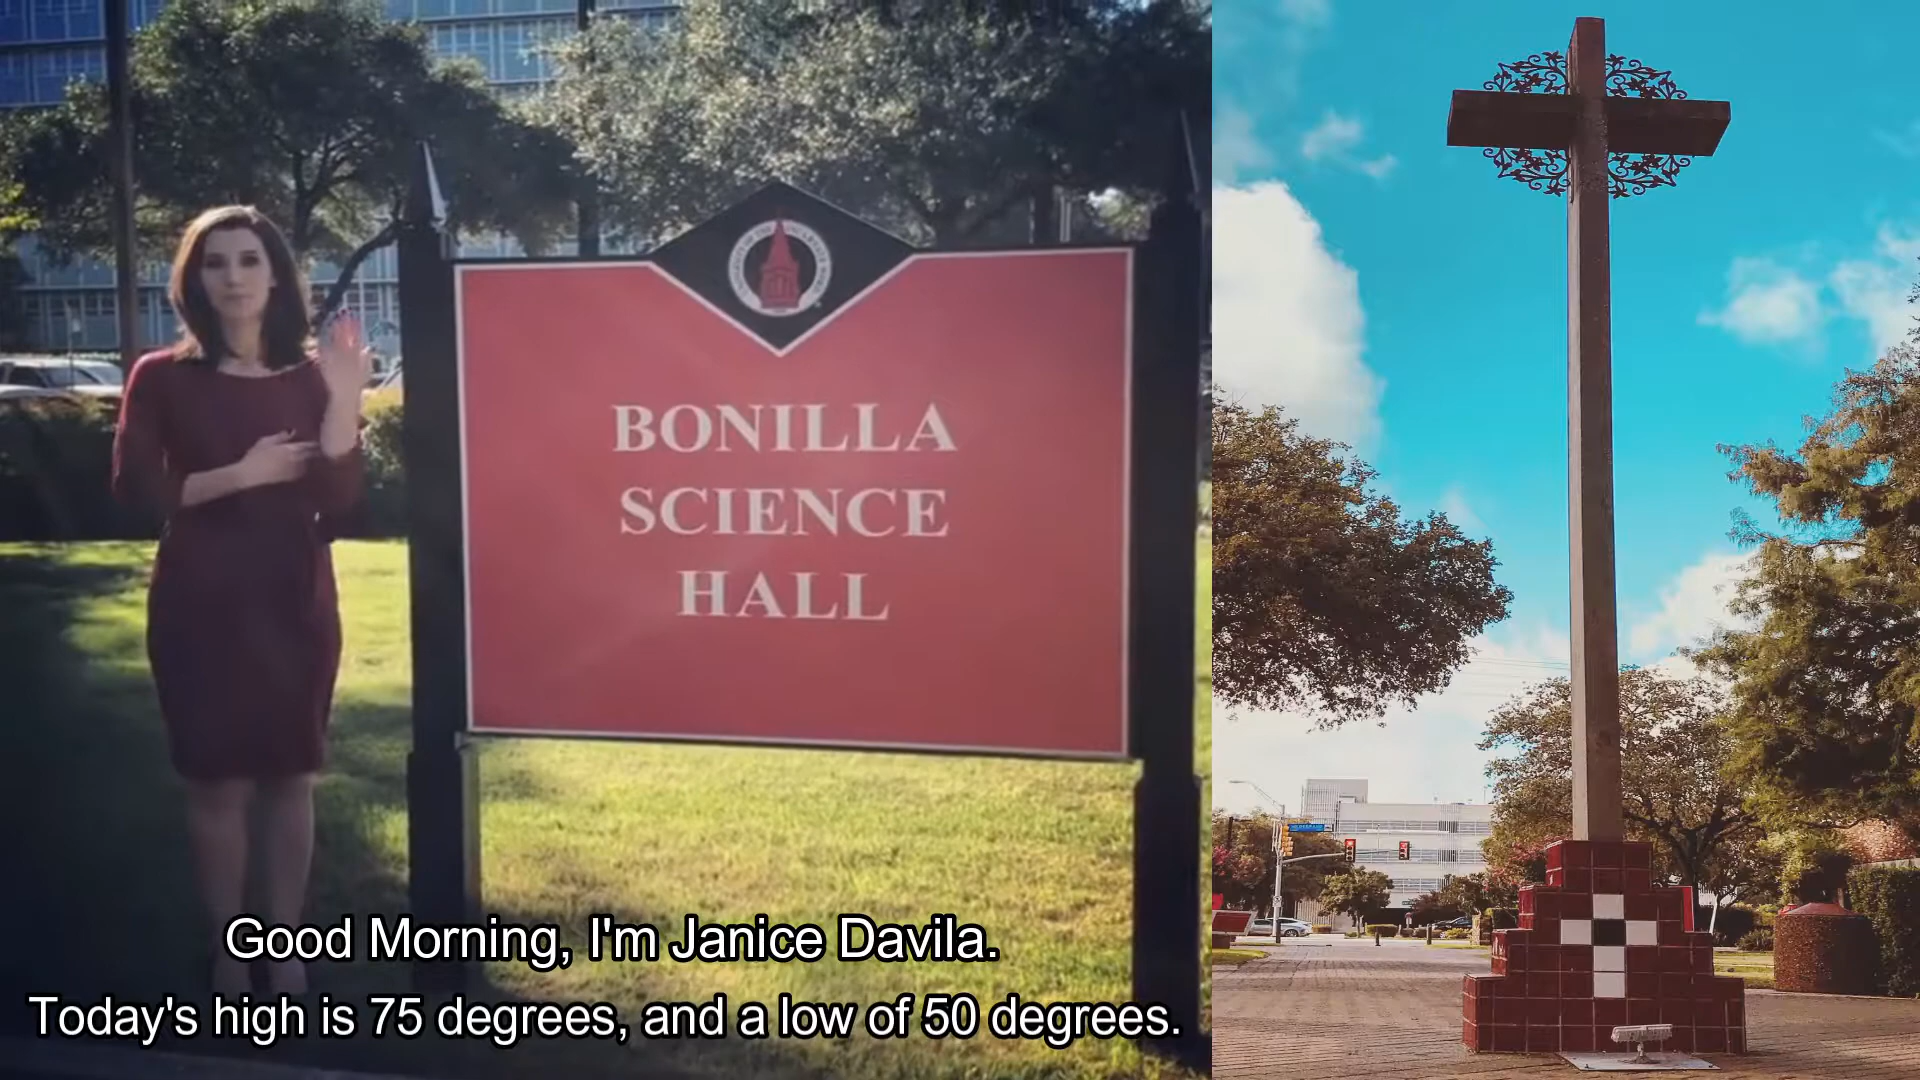 BONILLA
SCIENCE
HALL
Good Morning, I'm Janice Davila.
Today's high is 75 degrees, and a low of 50 degrees.